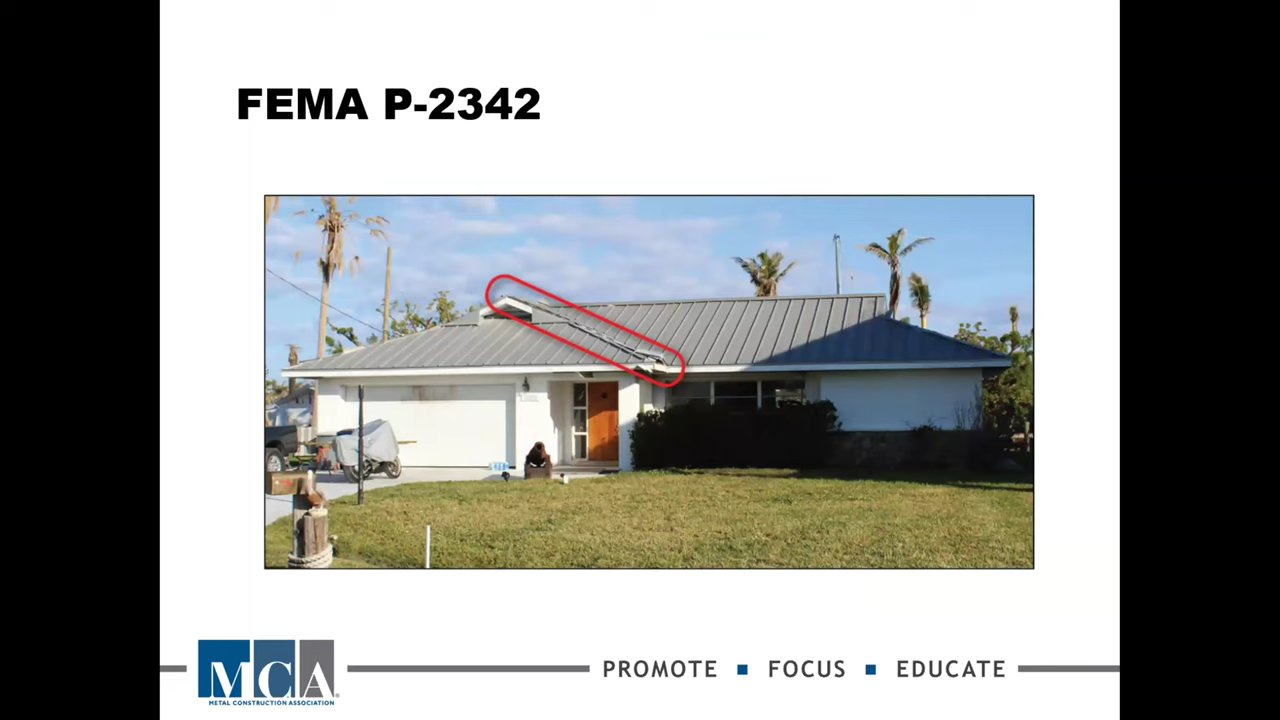 FEMA P-2342
MCA®
METAL CONSTRUCTION ASSOCIATION
PROMOTE ■ FOCUS ■ EDUCATE